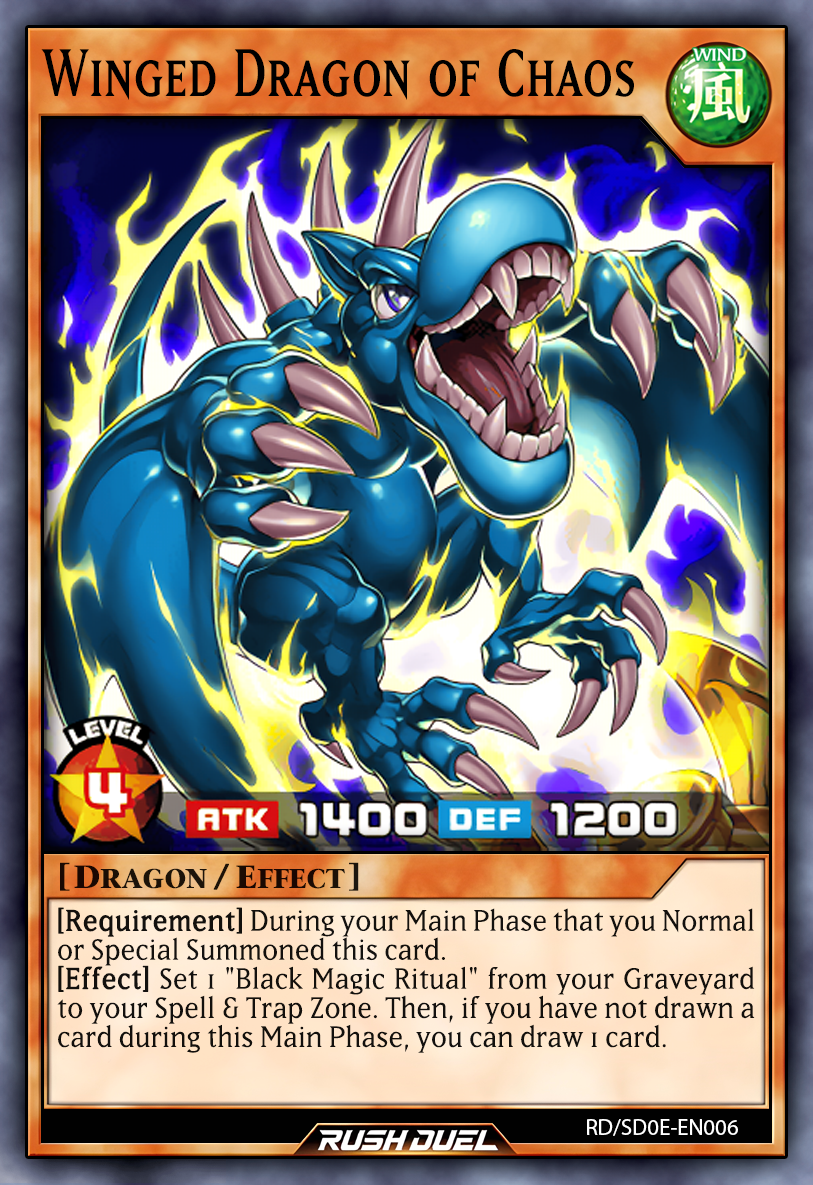 Winged Dragon of Chaos
WIND
風
LEVEL
4
ATK 1400 DEF 1200
[Dragon / Effect]
[Requirement] During your Main Phase that you Normal
or Special Summoned this card.
[Effect] Set 1 "Black Magic Ritual" from your Graveyard
to your Spell & Trap Zone. Then, if you have not drawn a
card during this Main Phase, you can draw 1 card.
RD/SD0E-EN006
RUSH DUEL